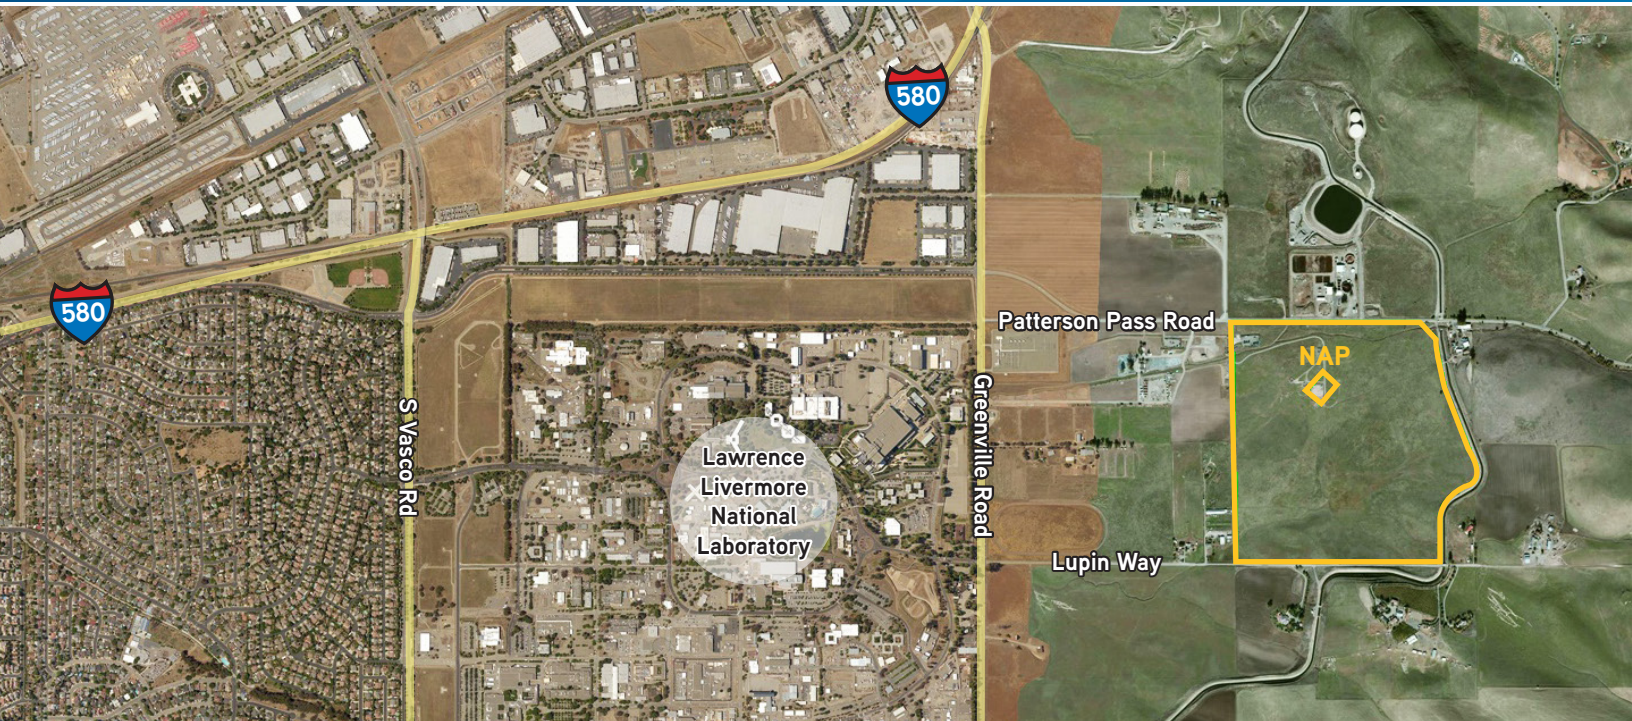 580
580
Patterson Pass Road
NAP
S Vasco Rd
Greenville Road
Lawrence
Livermore
National
Laboratory
Lupin Way